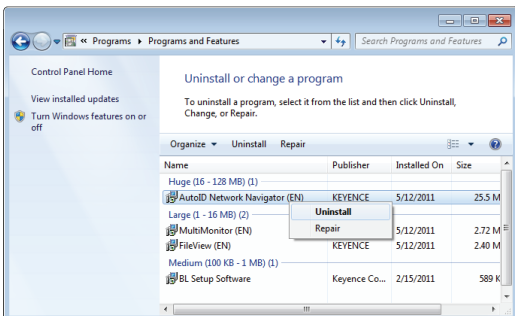 « Programs ▸ Programs and Features
Search Programs and Features
Control Panel Home
View installed updates
Turn Windows features on or
off
Uninstall or change a program
To uninstall a program, select it from the list and then click Uninstall,
Change, or Repair.
Organize Uninstall Repair
Name Publisher Installed On Size
Huge (16 - 128 MB) (1)
AutoID Network Navigator (EN) KEYENCE 5/12/2011 25.5 M
Uninstall
Repair
Large (1 - 16 MB) (2)
MultiMonitor (EN) 5/12/2011 2.72 M
FileView (EN) KEYENCE 5/12/2011 2.40 M
Medium (100 KB - 1 MB) (1)
BL Setup Software Keyence Co... 2/15/2011 589 K